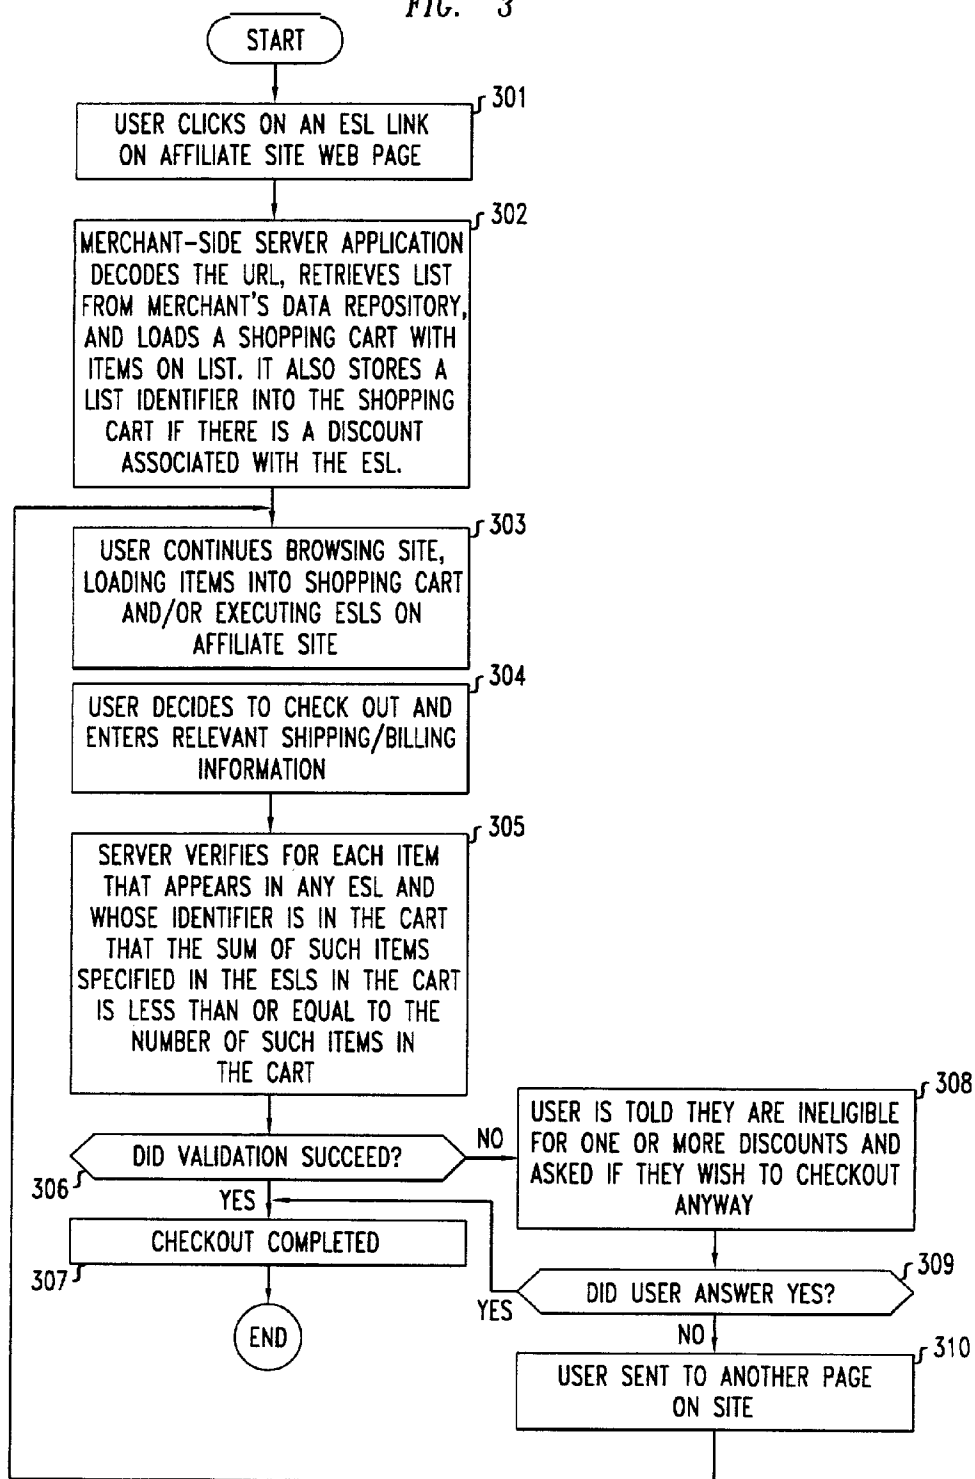 FIG. 3
START
301
USER CLICKS ON AN ESL LINK
ON AFFILIATE SITE WEB PAGE
302
MERCHANT-SIDE SERVER APPLICATION
DECODES THE URL, RETRIEVES LIST
FROM MERCHANT'S DATA REPOSITORY,
AND LOADS A SHOPPING CART WITH
ITEMS ON LIST. IT ALSO STORES A
LIST IDENTIFIER INTO THE SHOPPING
CART IF THERE IS A DISCOUNT
ASSOCIATED WITH THE ESL.
303
USER CONTINUES BROWSING SITE,
LOADING ITEMS INTO SHOPPING CART
AND/OR EXECUTING ESLS ON
AFFILIATE SITE
304
USER DECIDES TO CHECK OUT AND
ENTERS RELEVANT SHIPPING/BILLING
INFORMATION
305
SERVER VERIFIES FOR EACH ITEM
THAT APPEARS IN ANY ESL AND
WHOSE IDENTIFIER IS IN THE CART
THAT THE SUM OF SUCH ITEMS
SPECIFIED IN THE ESLS IN THE CART
IS LESS THAN OR EQUAL TO THE
NUMBER OF SUCH ITEMS IN
THE CART
DID VALIDATION SUCCEED?
306
NO
YES
308
USER IS TOLD THEY ARE INELIGIBLE
FOR ONE OR MORE DISCOUNTS AND
ASKED IF THEY WISH TO CHECKOUT
ANYWAY
CHECKOUT COMPLETED
307
END
309
DID USER ANSWER YES?
YES
NO
310
USER SENT TO ANOTHER PAGE
ON SITE